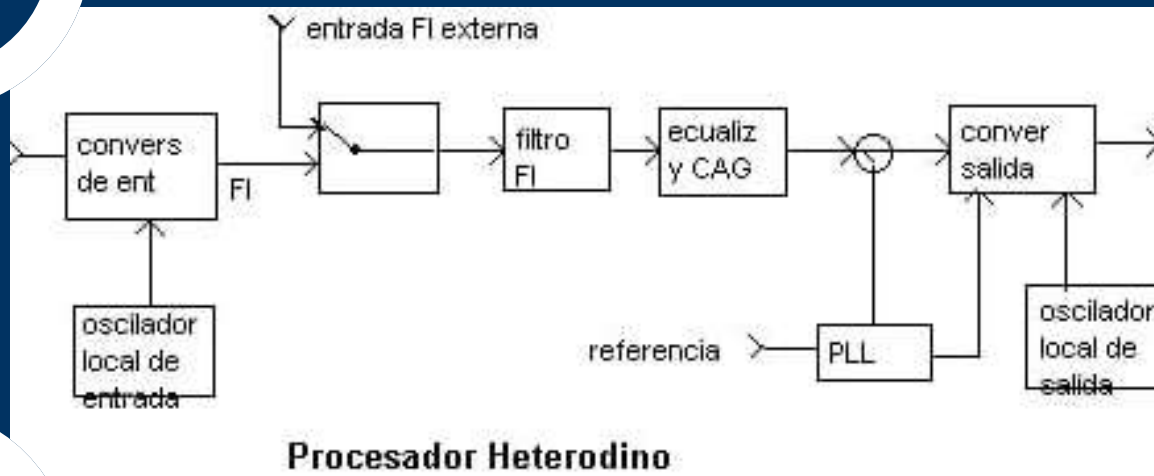 entrada FI externa
convers
de ent
FI
filtro
FI
ecualiz
y CAG
conver
salida
oscilador
local de
entrada
referencia
PLL
oscilador
local de
salida
Procesador Heterodino